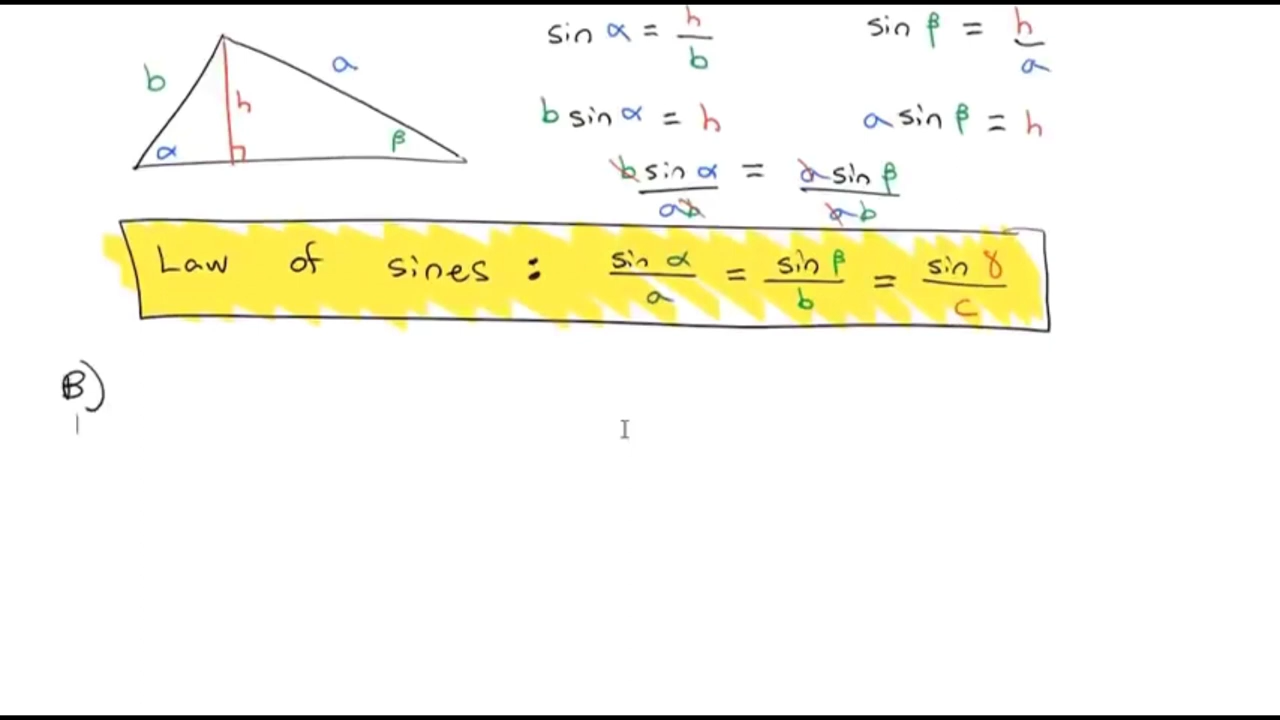 sin α = h/b
sin β = h/a
b
a
h
α
β
b sin α = h
a sin β = h
b sin α/ab = a sin β/ab
Law of sines : sin α/a = sin β/b = sin γ/c
B)